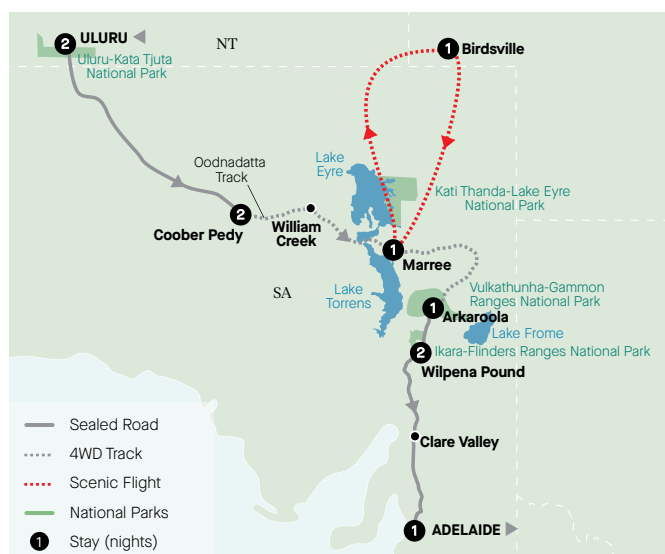 2 ULURU
NT
Uluru-Kata Tjuta
National Park
1 Birdsville
Oodnadatta
Track
Lake
Eyre
Kati Thanda-Lake Eyre
National Park
2
Coober Pedy
William
Creek
1
Marree
SA
Lake
Torrens
Vulkathunha-Gammon
Ranges National Park
1
Arkaroola
Lake Frome
Ikara-Flinders Ranges National Park
2
Wilpena Pound
Clare Valley
1 ADELAIDE
Sealed Road
4WD Track
Scenic Flight
National Parks
1 Stay (nights)